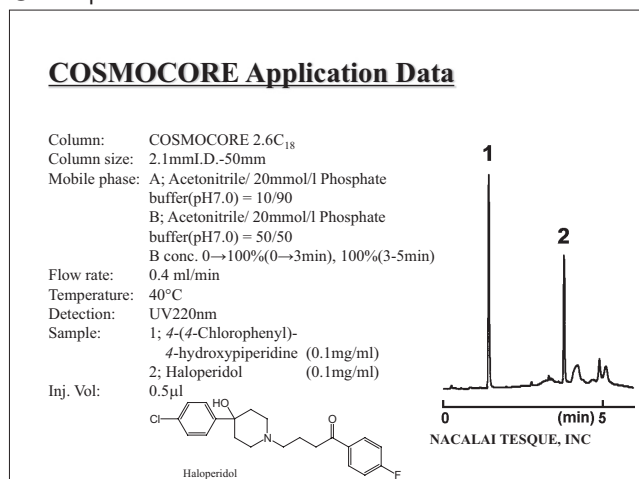 COSMOCORE Application Data
Column: COSMOCORE 2.6C₁₈
Column size: 2.1mmI.D.-50mm
Mobile phase: A; Acetonitrile/ 20mmol/l Phosphate
buffer(pH7.0) = 10/90
B; Acetonitrile/ 20mmol/l Phosphate
buffer(pH7.0) = 50/50
B conc. 0→100%(0→3min), 100%(3-5min)
Flow rate: 0.4 ml/min
Temperature: 40°C
Detection: UV220nm
Sample: 1; 4-(4-Chlorophenyl)-
4-hydroxypiperidine (0.1mg/ml)
2; Haloperidol (0.1mg/ml)
Inj. Vol: 0.5µl
HO
Cl
N
O
F
Haloperidol
1
2
0 (min) 5
NACALAI TESQUE, INC